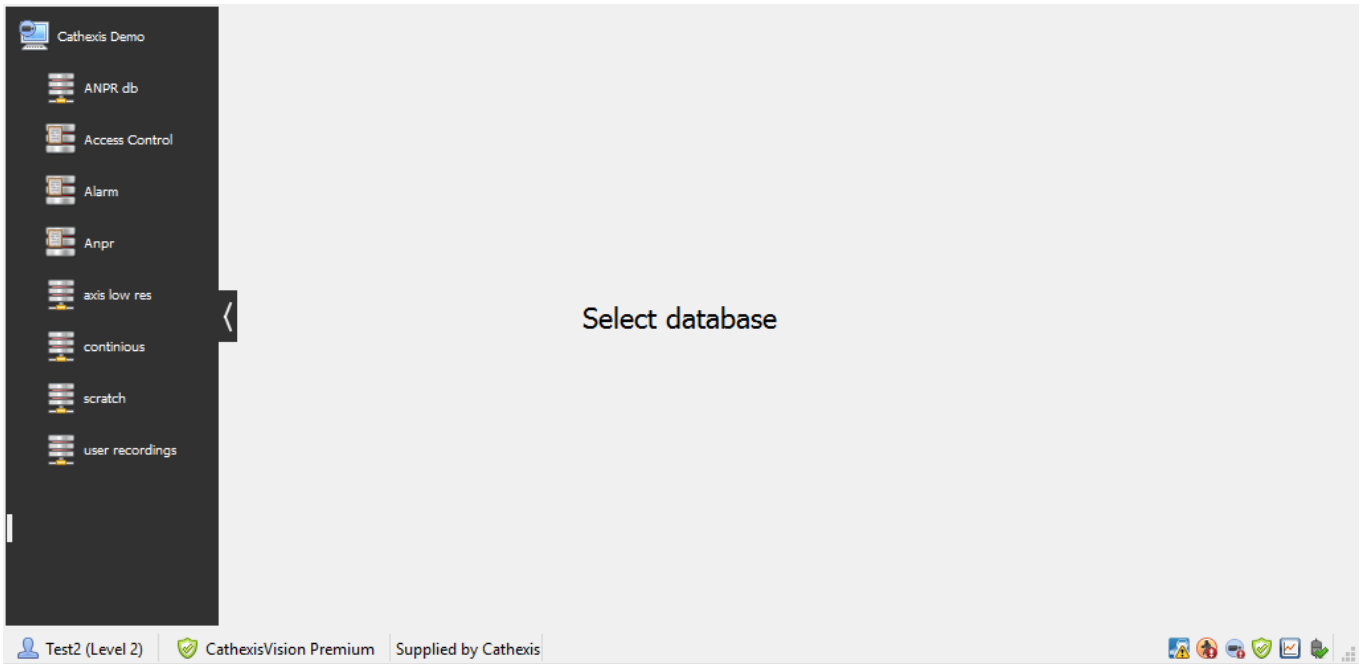 Cathexis Demo
ANPR db
Access Control
Alarm
Anpr
axis low res
continious
scratch
user recordings
Select database
Test2 (Level 2)
CathexisVision Premium
Supplied by Cathexis